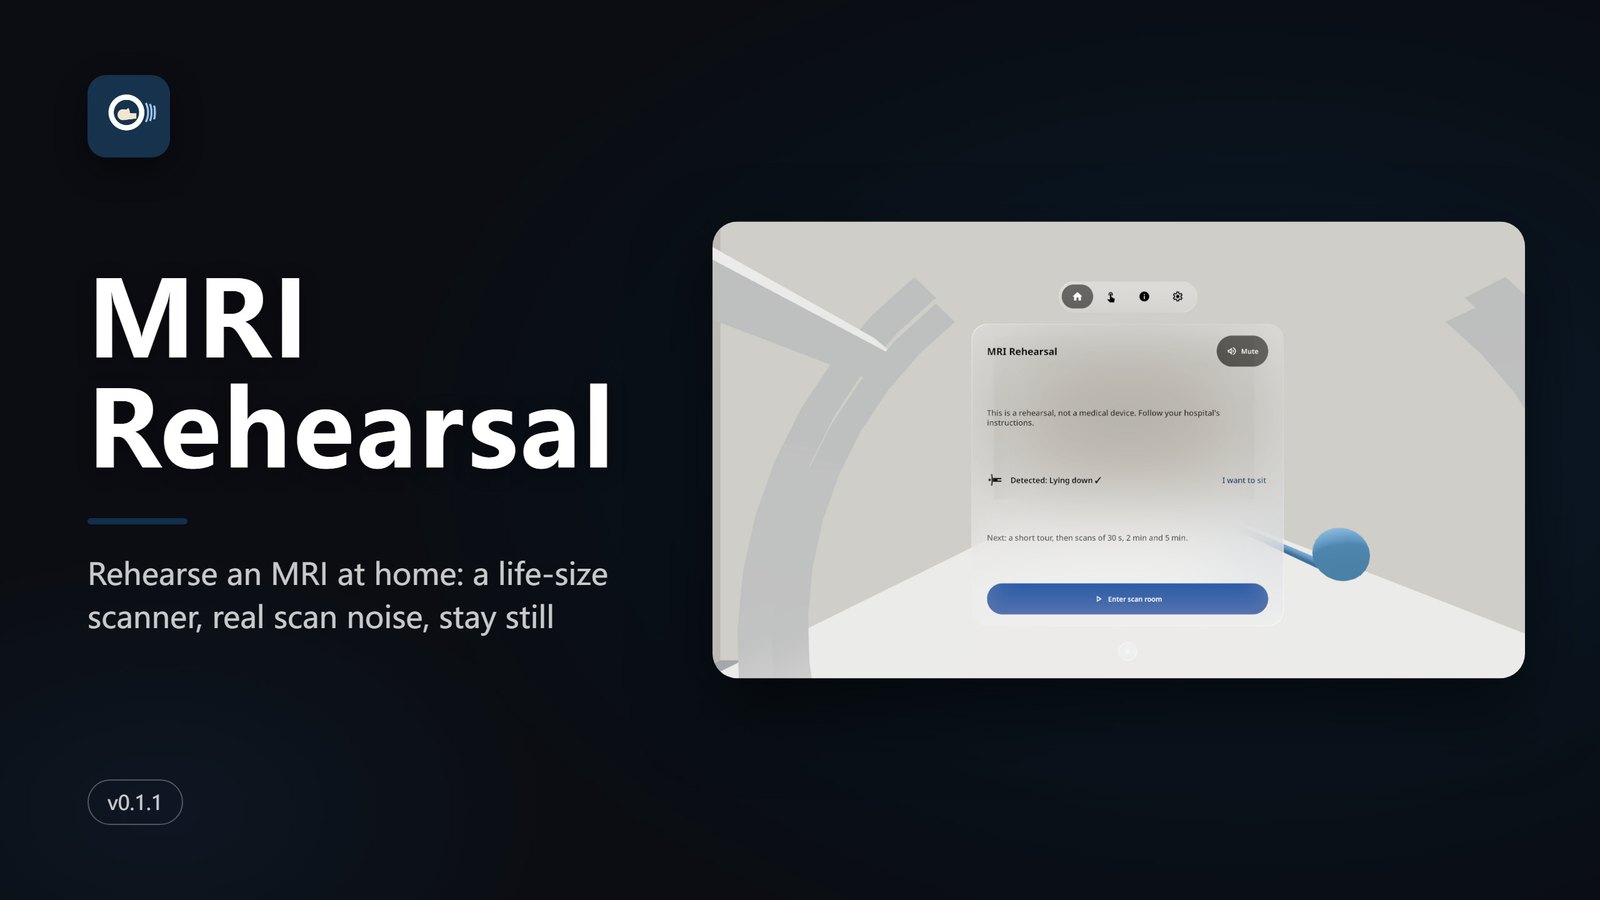 MRI
Rehearsal
Rehearse an MRI at home: a life-size
scanner, real scan noise, stay still
v0.1.1
MRI Rehearsal
Mute
This is a rehearsal, not a medical device. Follow your hospital's
instructions.
Detected: Lying down ✓
I want to sit
Next: a short tour, then scans of 30 s, 2 min and 5 min.
Enter scan room